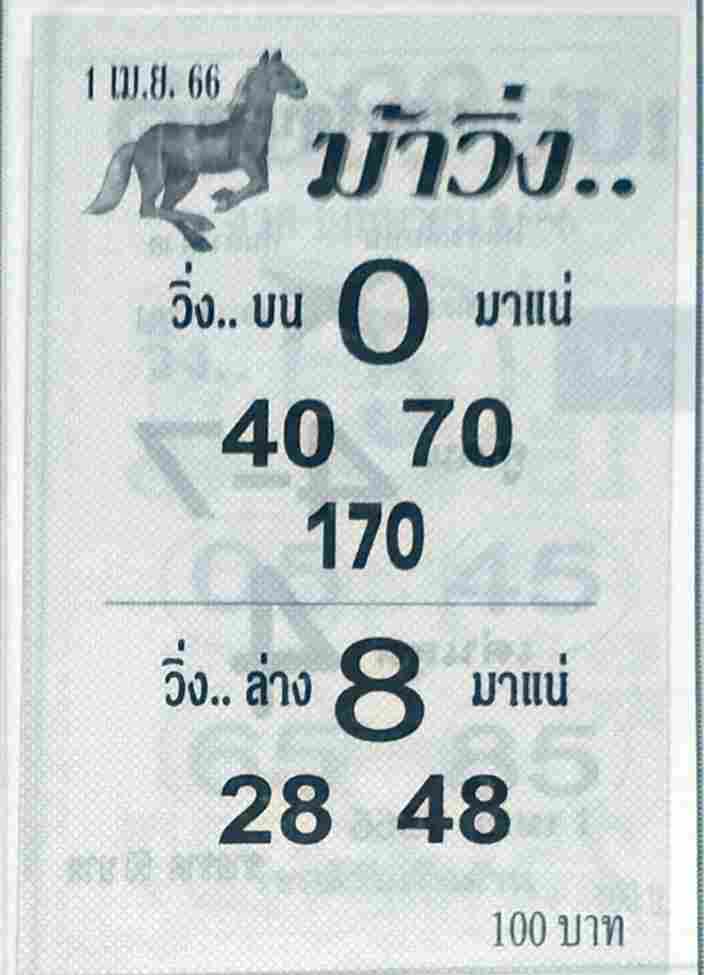 1 เม.ย. 66
ม้าวิ่ง..
วิ่ง.. บน 0 มาแน่
40 70
170
วิ่ง.. ล่าง 8 มาแน่
28 48
100 บาท